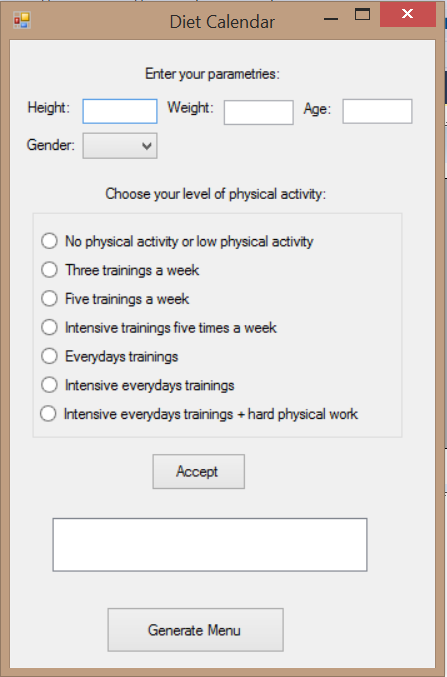 Diet Calendar
Enter your parametries:
Height: Weight: Age:
Gender:
Choose your level of physical activity:
No physical activity or low physical activity
Three trainings a week
Five trainings a week
Intensive trainings five times a week
Everydays trainings
Intensive everydays trainings
Intensive everydays trainings + hard physical work
Accept
Generate Menu